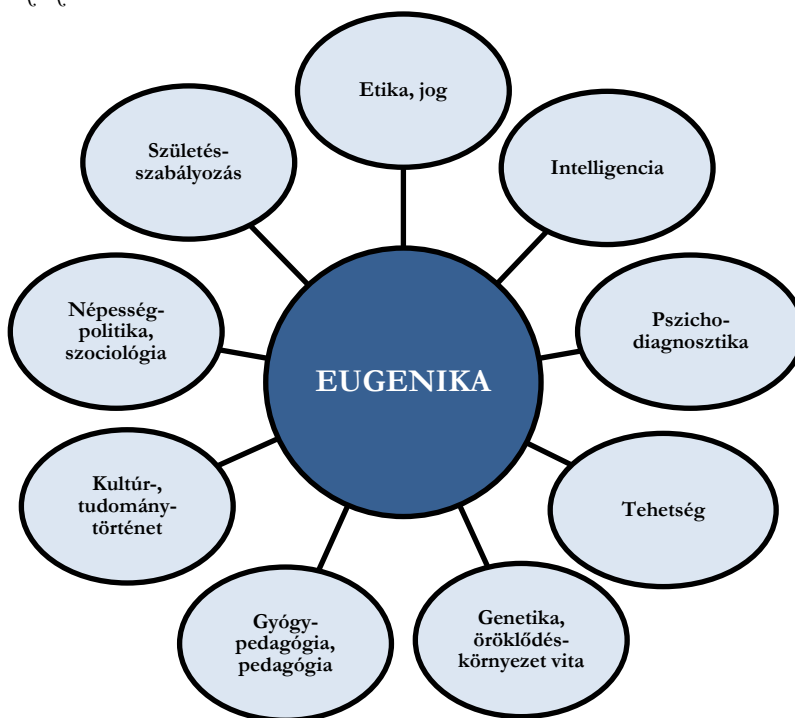 Etika, jog
Intelligencia
Pszicho-
diagnosztika
Tehetség
Genetika,
öröklődés-
környezet vita
Gyógy-
pedagógia,
pedagógia
Kultúr-,
tudomány-
történet
Népesség-
politika,
szociológia
Születés-
szabályozás
EUGENIKA